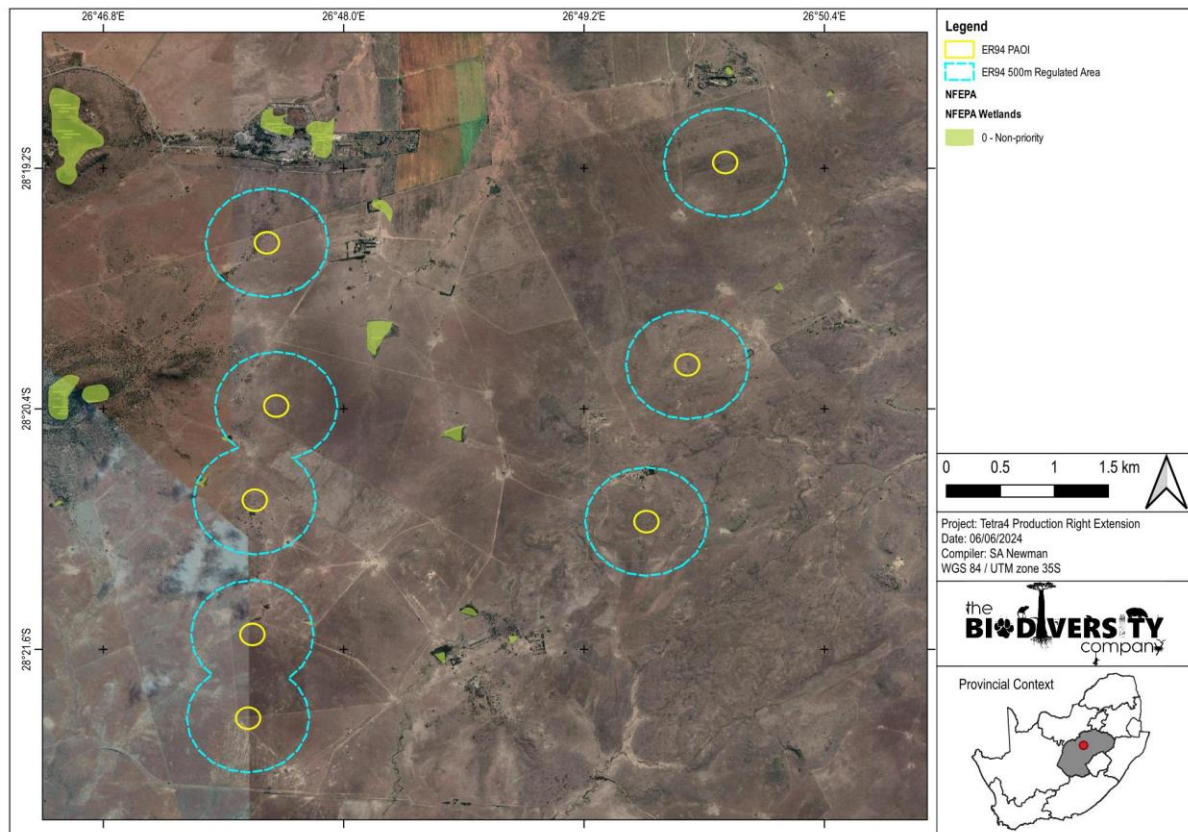 26°46.8'E 26°48.0'E 26°49.2'E 26°50.4'E
28°19.2'S
28°20.4'S
28°21.6'S
Legend
ER94 PAOI
ER94 500m Regulated Area
NFEPA
NFEPA Wetlands
0 - Non-priority
0 0.5 1 1.5 km
Project: Tetra4 Production Right Extension
Date: 06/06/2024
Compiler: SA Newman
WGS 84 / UTM zone 35S
the
BIODIVERSITY
company
Provincial Context